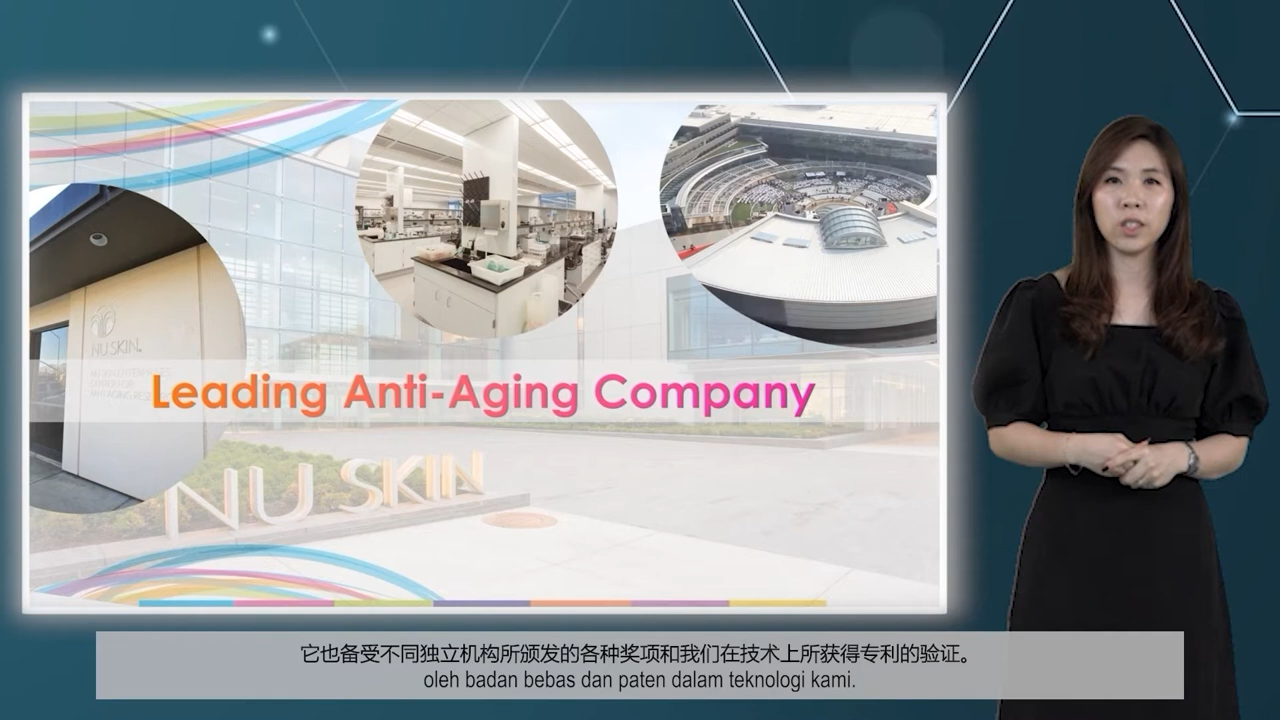 NU SKIN
Leading Anti-Aging Company
NU SKIN
它也备受不同独立机构所颁发的各种奖项和我们在技术上所获得专利的验证。
oleh badan bebas dan paten dalam teknologi kami.